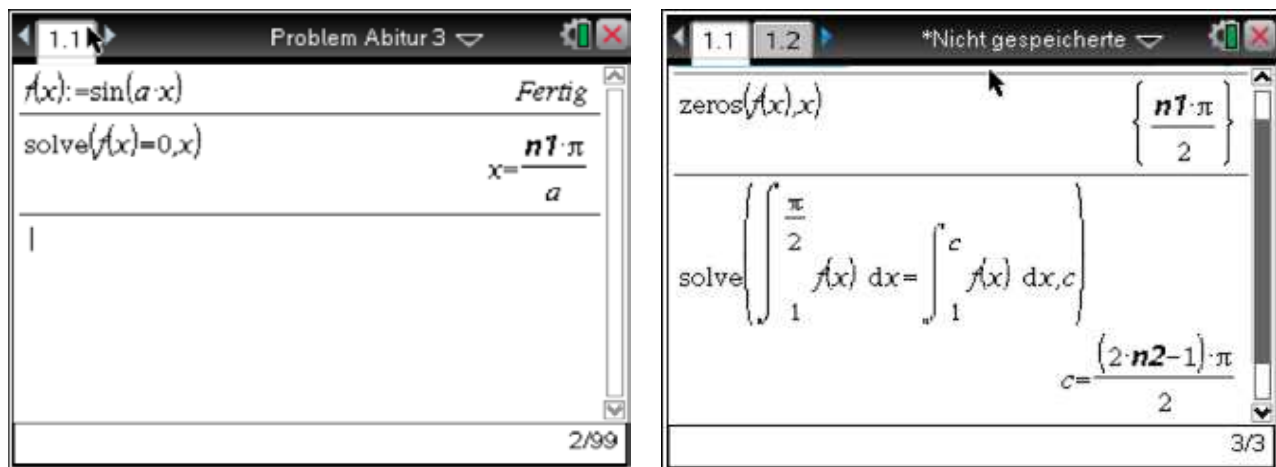 1.1 Problem Abitur 3
f(x):=sin(a·x) Fertig
solve(f(x)=0,x) x=n1·π/a
2/99
1.1 1.2 *Nicht gespeicherte
zeros(f(x),x) {n1·π/2}
solve(∫_1^(π/2) f(x) dx=∫_1^c f(x) dx,c)
c=(2·n2−1)·π/2
3/3